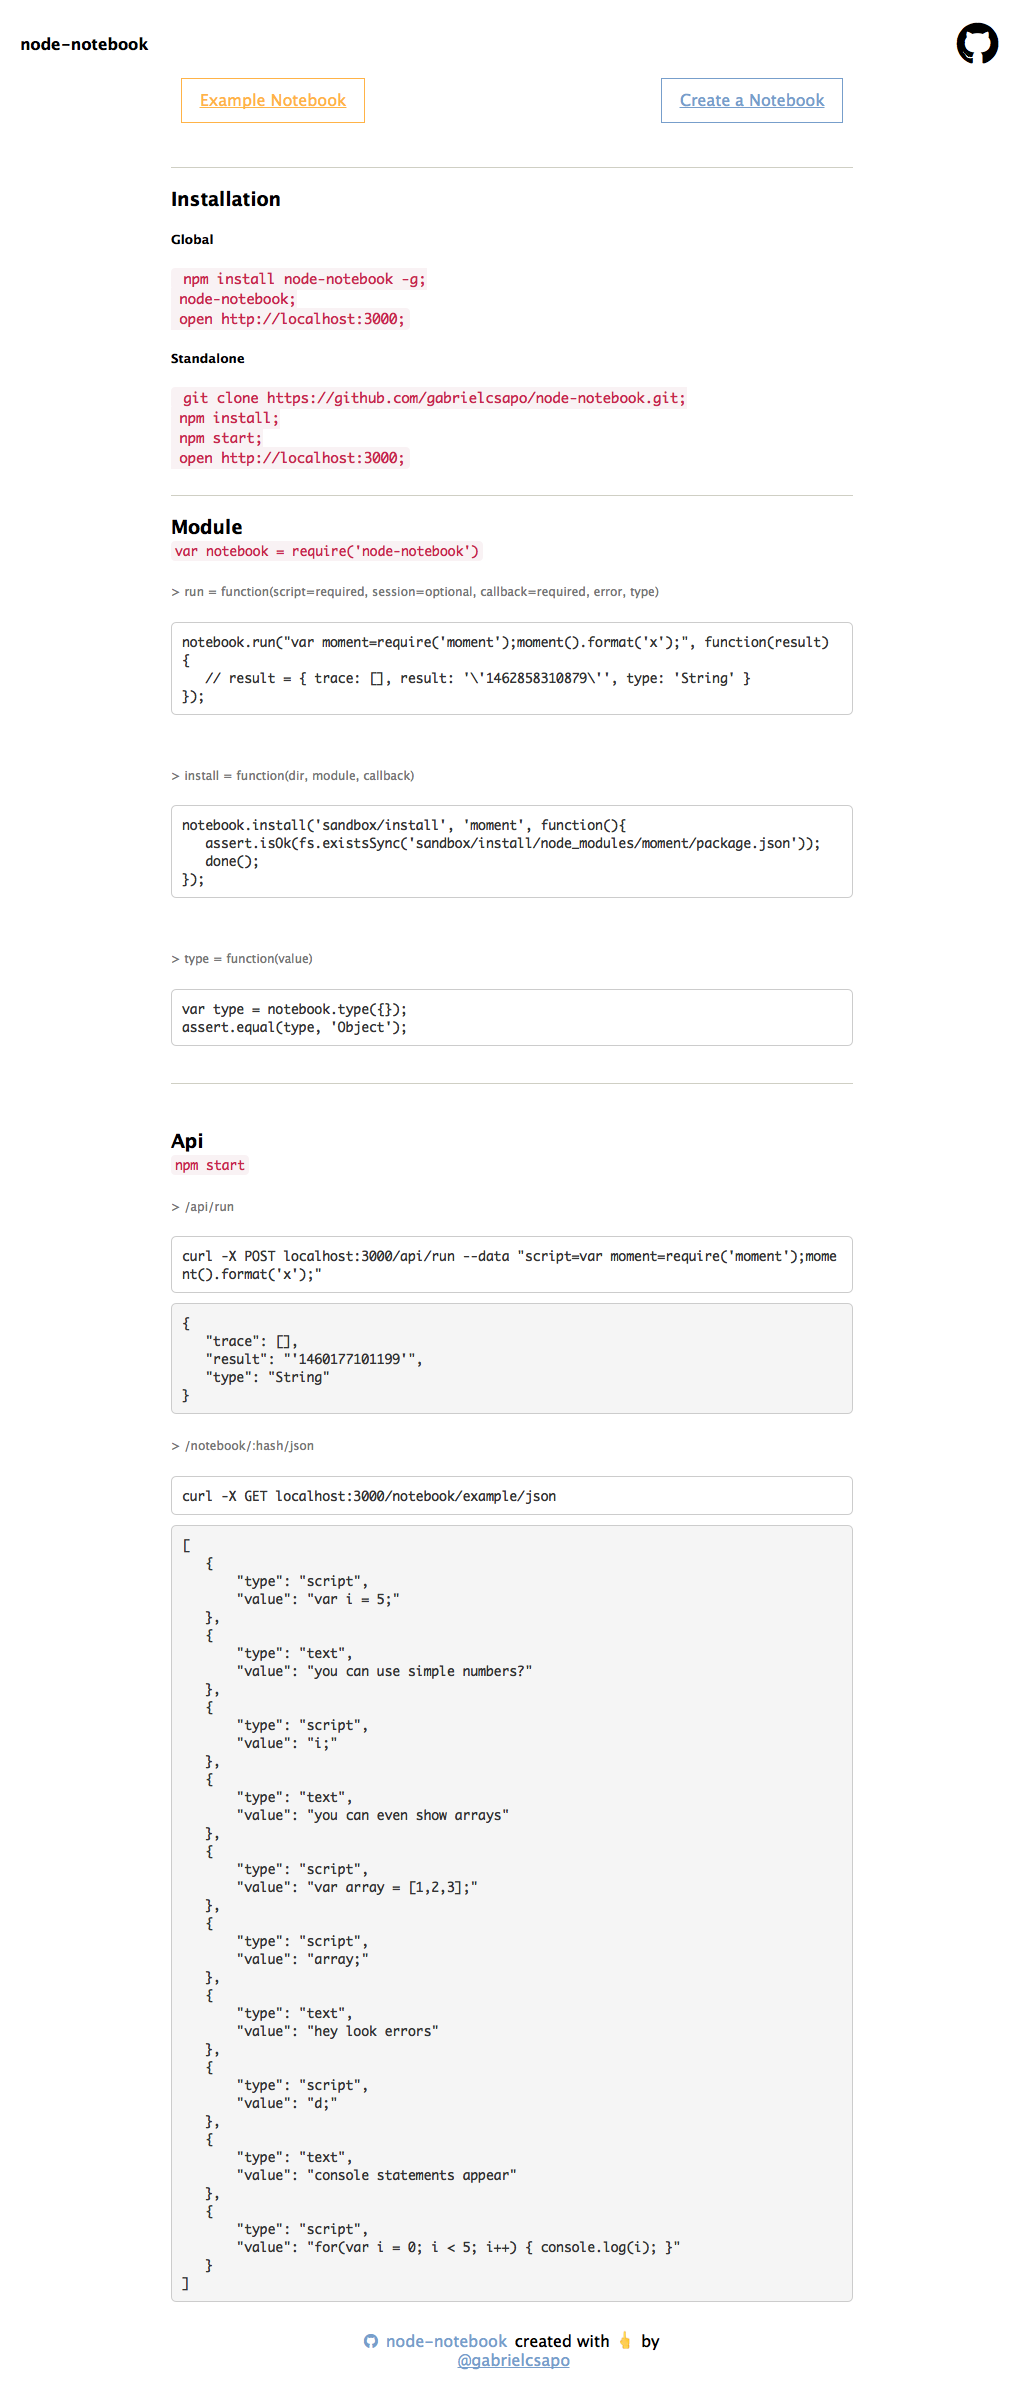 node-notebook
Example Notebook
Create a Notebook
Installation
Global
npm install node-notebook -g;
node-notebook;
open http://localhost:3000;
Standalone
git clone https://github.com/gabrielcsapo/node-notebook.git;
npm install;
npm start;
open http://localhost:3000;
Module
var notebook = require('node-notebook')
> run = function(script=required, session=optional, callback=required, error, type)
notebook.run("var moment=require('moment');moment().format('x');", function(result)
{
   // result = { trace: [], result: '\'1462858310879\'', type: 'String' }
});
> install = function(dir, module, callback)
notebook.install('sandbox/install', 'moment', function(){
   assert.isOk(fs.existsSync('sandbox/install/node_modules/moment/package.json'));
   done();
});
> type = function(value)
var type = notebook.type({});
assert.equal(type, 'Object');
Api
npm start
> /api/run
curl -X POST localhost:3000/api/run --data "script=var moment=require('moment');mome
nt().format('x');"
{
   "trace": [],
   "result": "'1460177101199'",
   "type": "String"
}
> /notebook/:hash/json
curl -X GET localhost:3000/notebook/example/json
[
   {
       "type": "script",
       "value": "var i = 5;"
   },
   {
       "type": "text",
       "value": "you can use simple numbers?"
   },
   {
       "type": "script",
       "value": "i;"
   },
   {
       "type": "text",
       "value": "you can even show arrays"
   },
   {
       "type": "script",
       "value": "var array = [1,2,3];"
   },
   {
       "type": "script",
       "value": "array;"
   },
   {
       "type": "text",
       "value": "hey look errors"
   },
   {
       "type": "script",
       "value": "d;"
   },
   {
       "type": "text",
       "value": "console statements appear"
   },
   {
       "type": "script",
       "value": "for(var i = 0; i < 5; i++) { console.log(i); }"
   }
]
node-notebook created with 👆 by
@gabrielcsapo